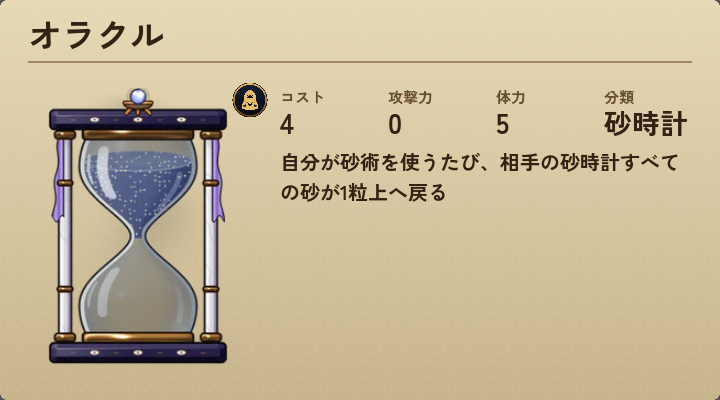 オラクル
コスト 攻撃力 体力 分類
4 0 5 砂時計
自分が砂術を使うたび、相手の砂時計すべて
の砂が1粒上へ戻る